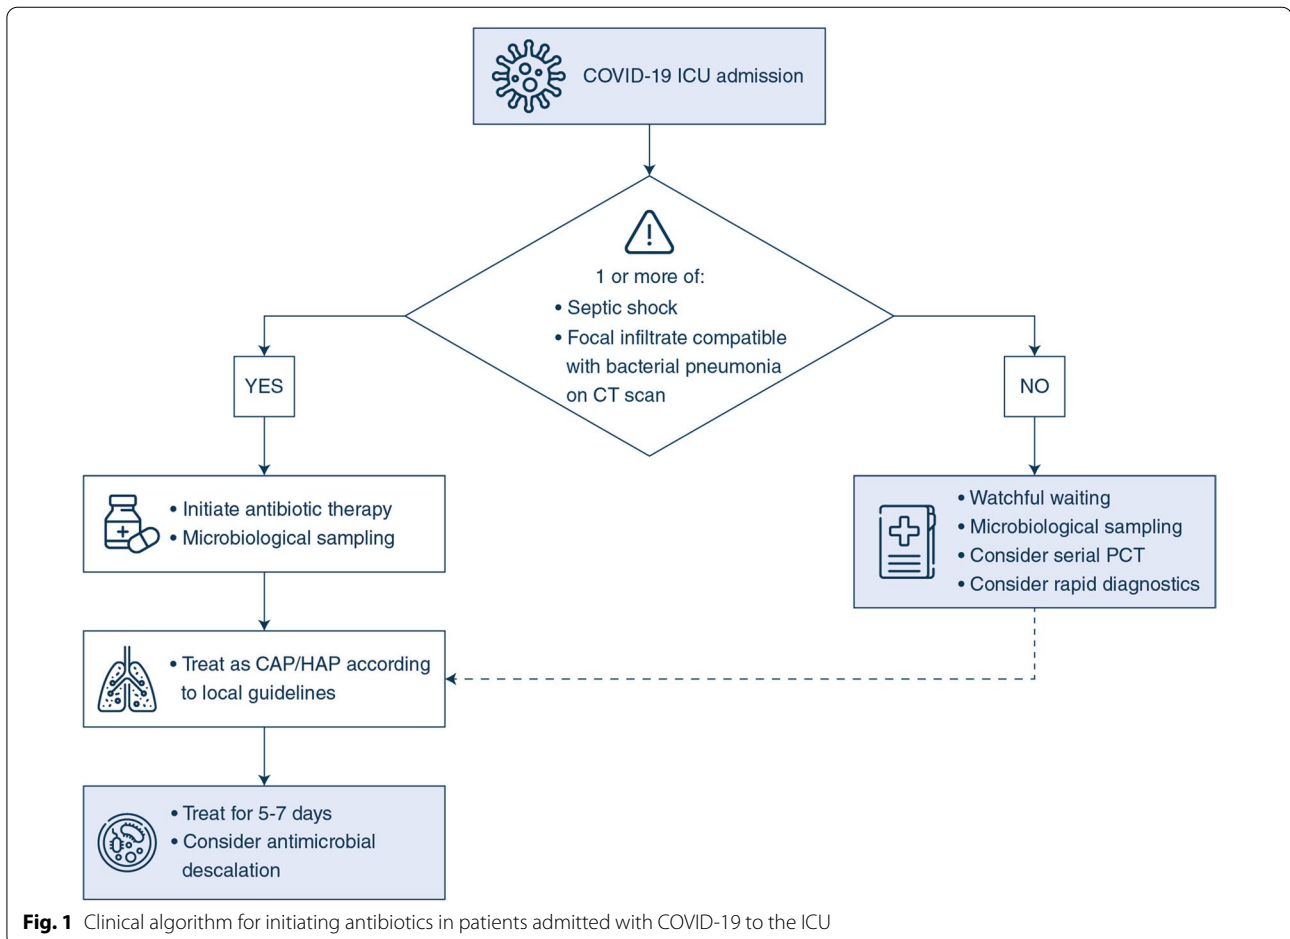 COVID-19 ICU admission
1 or more of:
• Septic shock
• Focal infiltrate compatible
with bacterial pneumonia
on CT scan
YES
NO
• Initiate antibiotic therapy
• Microbiological sampling
• Watchful waiting
• Microbiological sampling
• Consider serial PCT
• Consider rapid diagnostics
• Treat as CAP/HAP according
to local guidelines
• Treat for 5-7 days
• Consider antimicrobial
descalation
Fig. 1 Clinical algorithm for initiating antibiotics in patients admitted with COVID-19 to the ICU